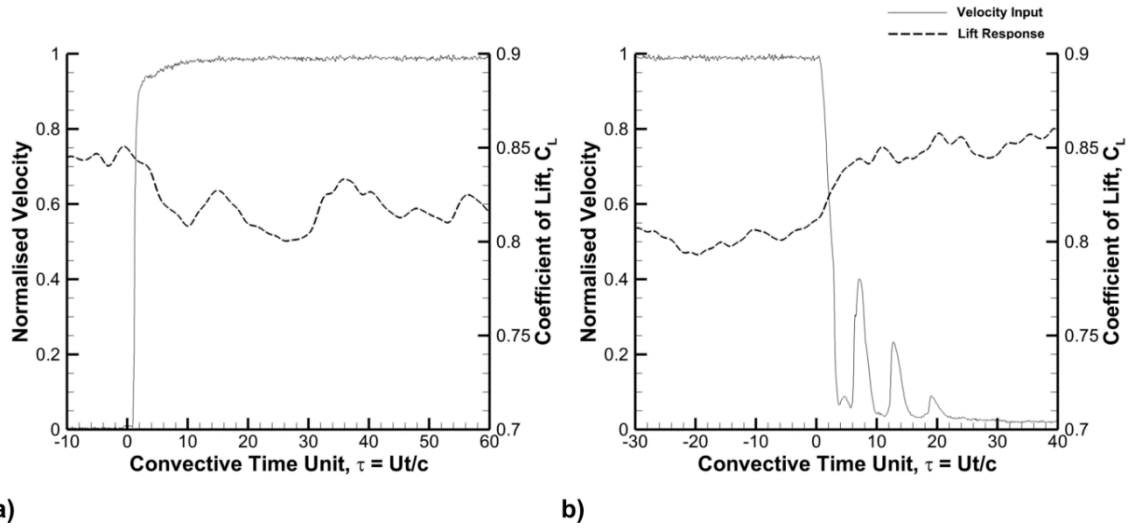 Velocity Input
Lift Response
1
0.8
0.6
0.4
0.2
0
Normalised Velocity
0.9
0.85
0.8
0.75
0.7
Coefficient of Lift, C_L
-10 0 10 20 30 40 50 60
Convective Time Unit, τ = Ut/c
1
0.8
0.6
0.4
0.2
0
Normalised Velocity
0.9
0.85
0.8
0.75
0.7
Coefficient of Lift, C_L
-30 -20 -10 0 10 20 30 40
Convective Time Unit, τ = Ut/c
a)
b)